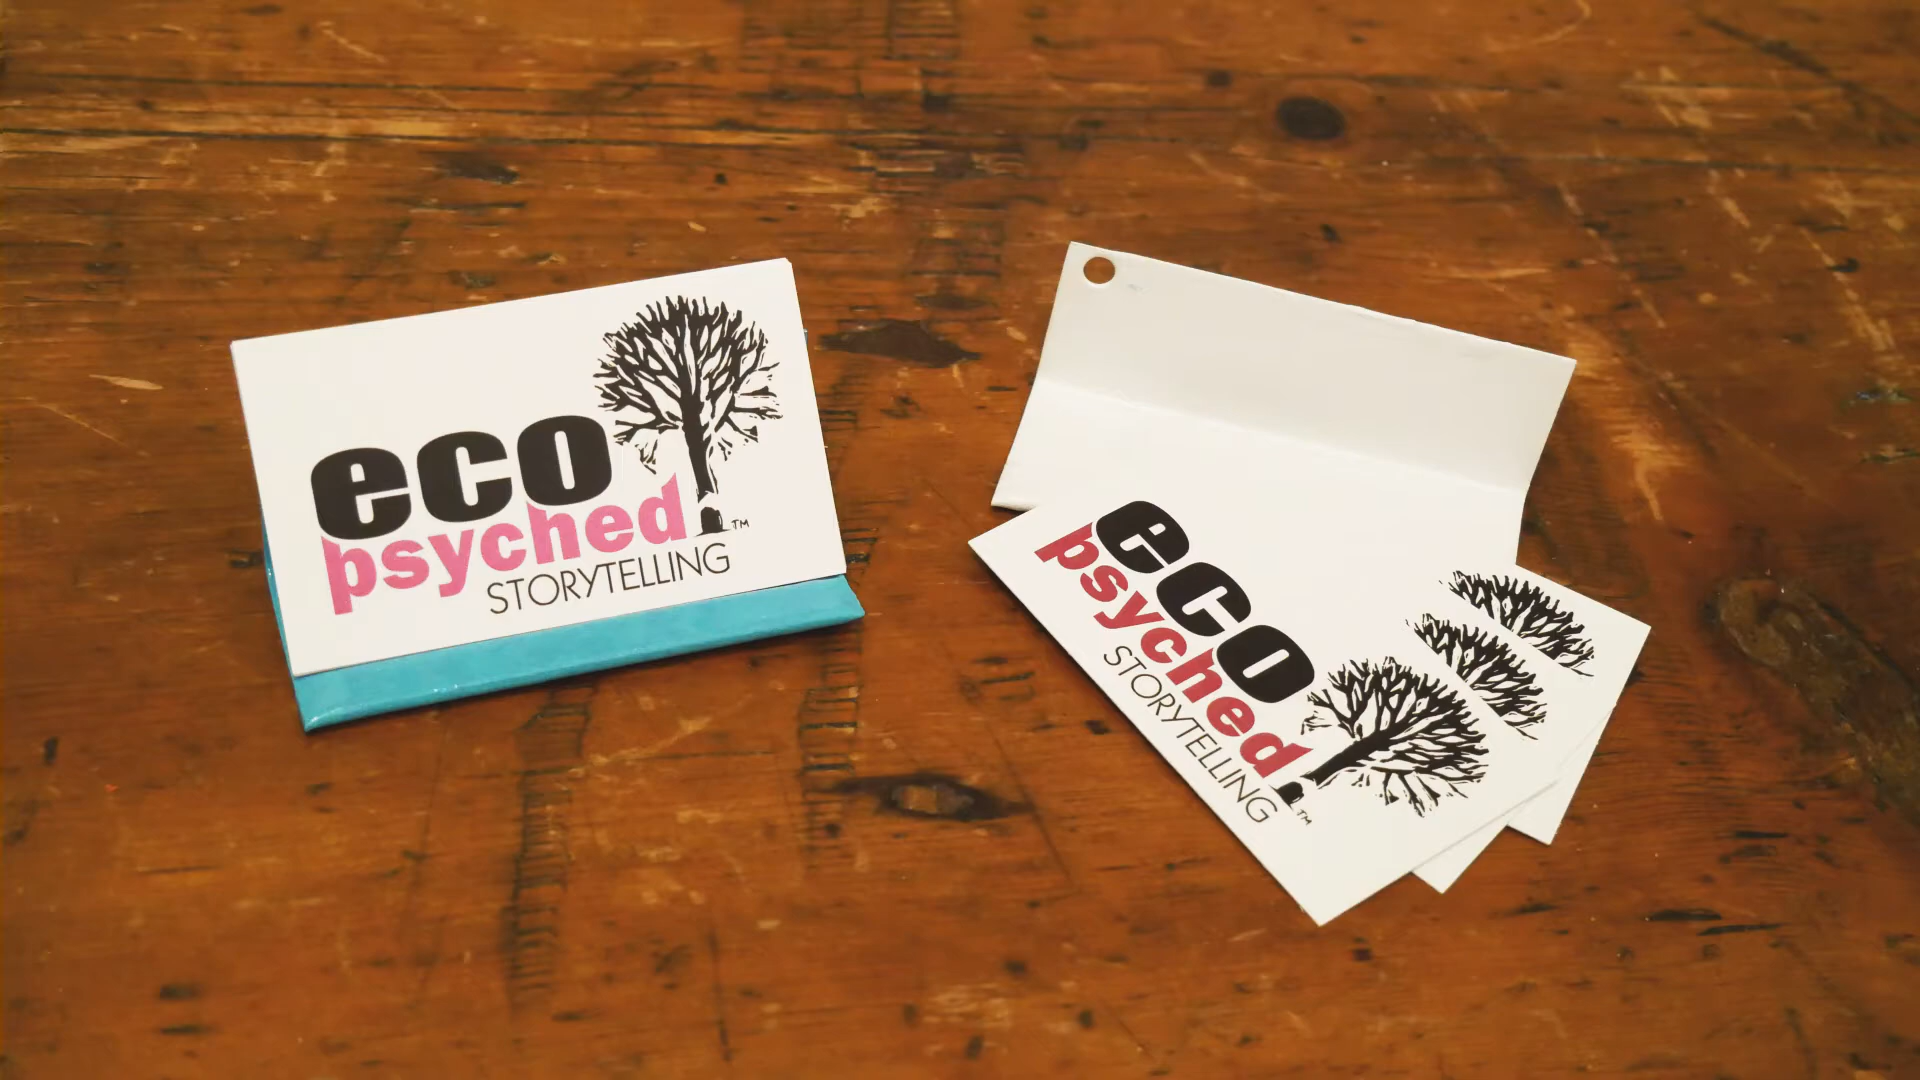 eco
psyched
STORYTELLING
TM
eco
psyched
STORYTELLING
TM